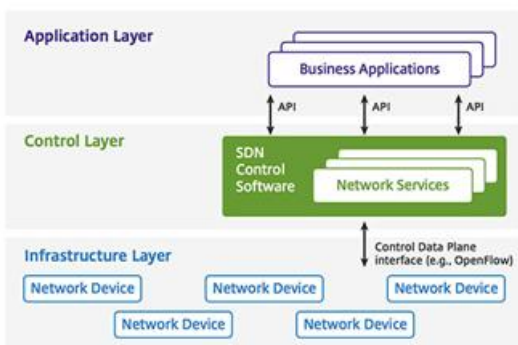 Application Layer
Business Applications
API
API
API
Control Layer
SDN
Control
Software
Network Services
Control Data Plane
interface (e.g., OpenFlow)
Infrastructure Layer
Network Device
Network Device
Network Device
Network Device
Network Device